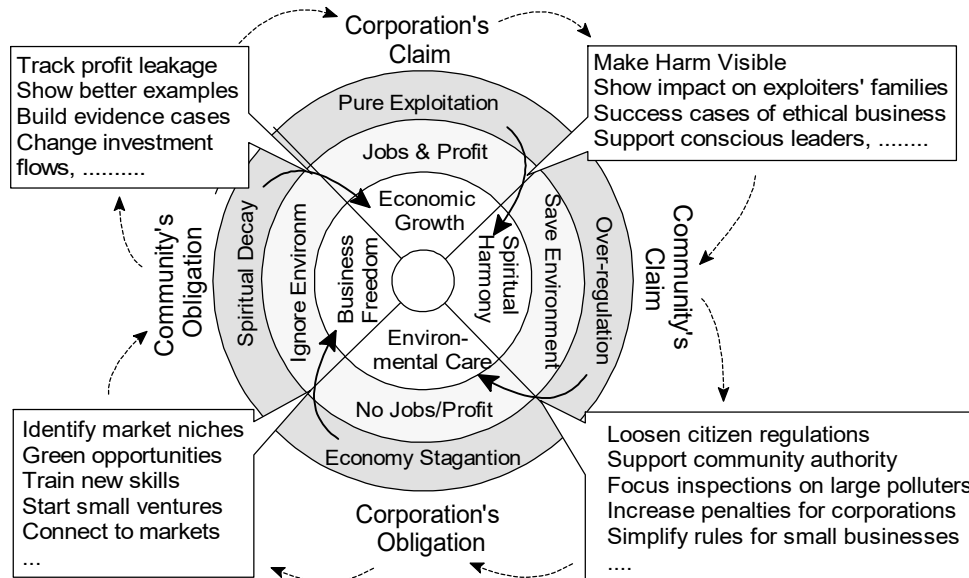 Corporation's
Claim
Track profit leakage
Show better examples
Build evidence cases
Change investment
flows, ..........
Make Harm Visible
Show impact on exploiters' families
Success cases of ethical business
Support conscious leaders, ........
Pure Exploitation
Jobs & Profit
Economic
Growth
Community's
Obligation
Spiritual Decay
Ignore Environm
Business
Freedom
Spiritual
Harmony
Save Environment
Over-regulation
Community's
Claim
Environ-
mental Care
No Jobs/Profit
Economy Stagantion
Identify market niches
Green opportunities
Train new skills
Start small ventures
Connect to markets
...
Corporation's
Obligation
Loosen citizen regulations
Support community authority
Focus inspections on large polluters
Increase penalties for corporations
Simplify rules for small businesses
....